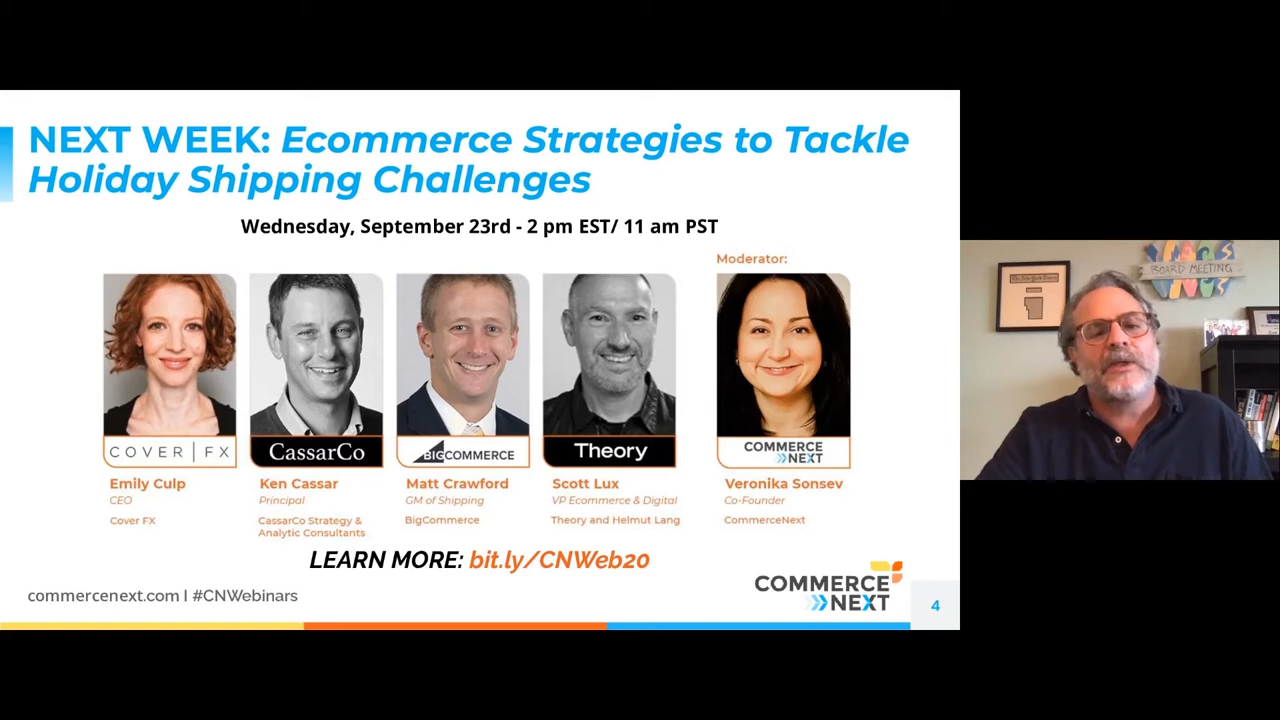 NEXT WEEK: Ecommerce Strategies to Tackle
Holiday Shipping Challenges
Wednesday, September 23rd - 2 pm EST/ 11 am PST
Moderator:
COVER | FX
CassarCo
BIGCOMMERCE
Theory
COMMERCE
NEXT
Emily Culp
CEO
Cover FX
Ken Cassar
Principal
CassarCo Strategy &
Analytic Consultants
Matt Crawford
GM of Shipping
BigCommerce
Scott Lux
VP Ecommerce & Digital
Theory and Helmut Lang
Veronika Sonsev
Co-Founder
CommerceNext
LEARN MORE: bit.ly/CNWeb20
commercenext.com I #CNWebinars
COMMERCE
NEXT
4
BOARD MEETING